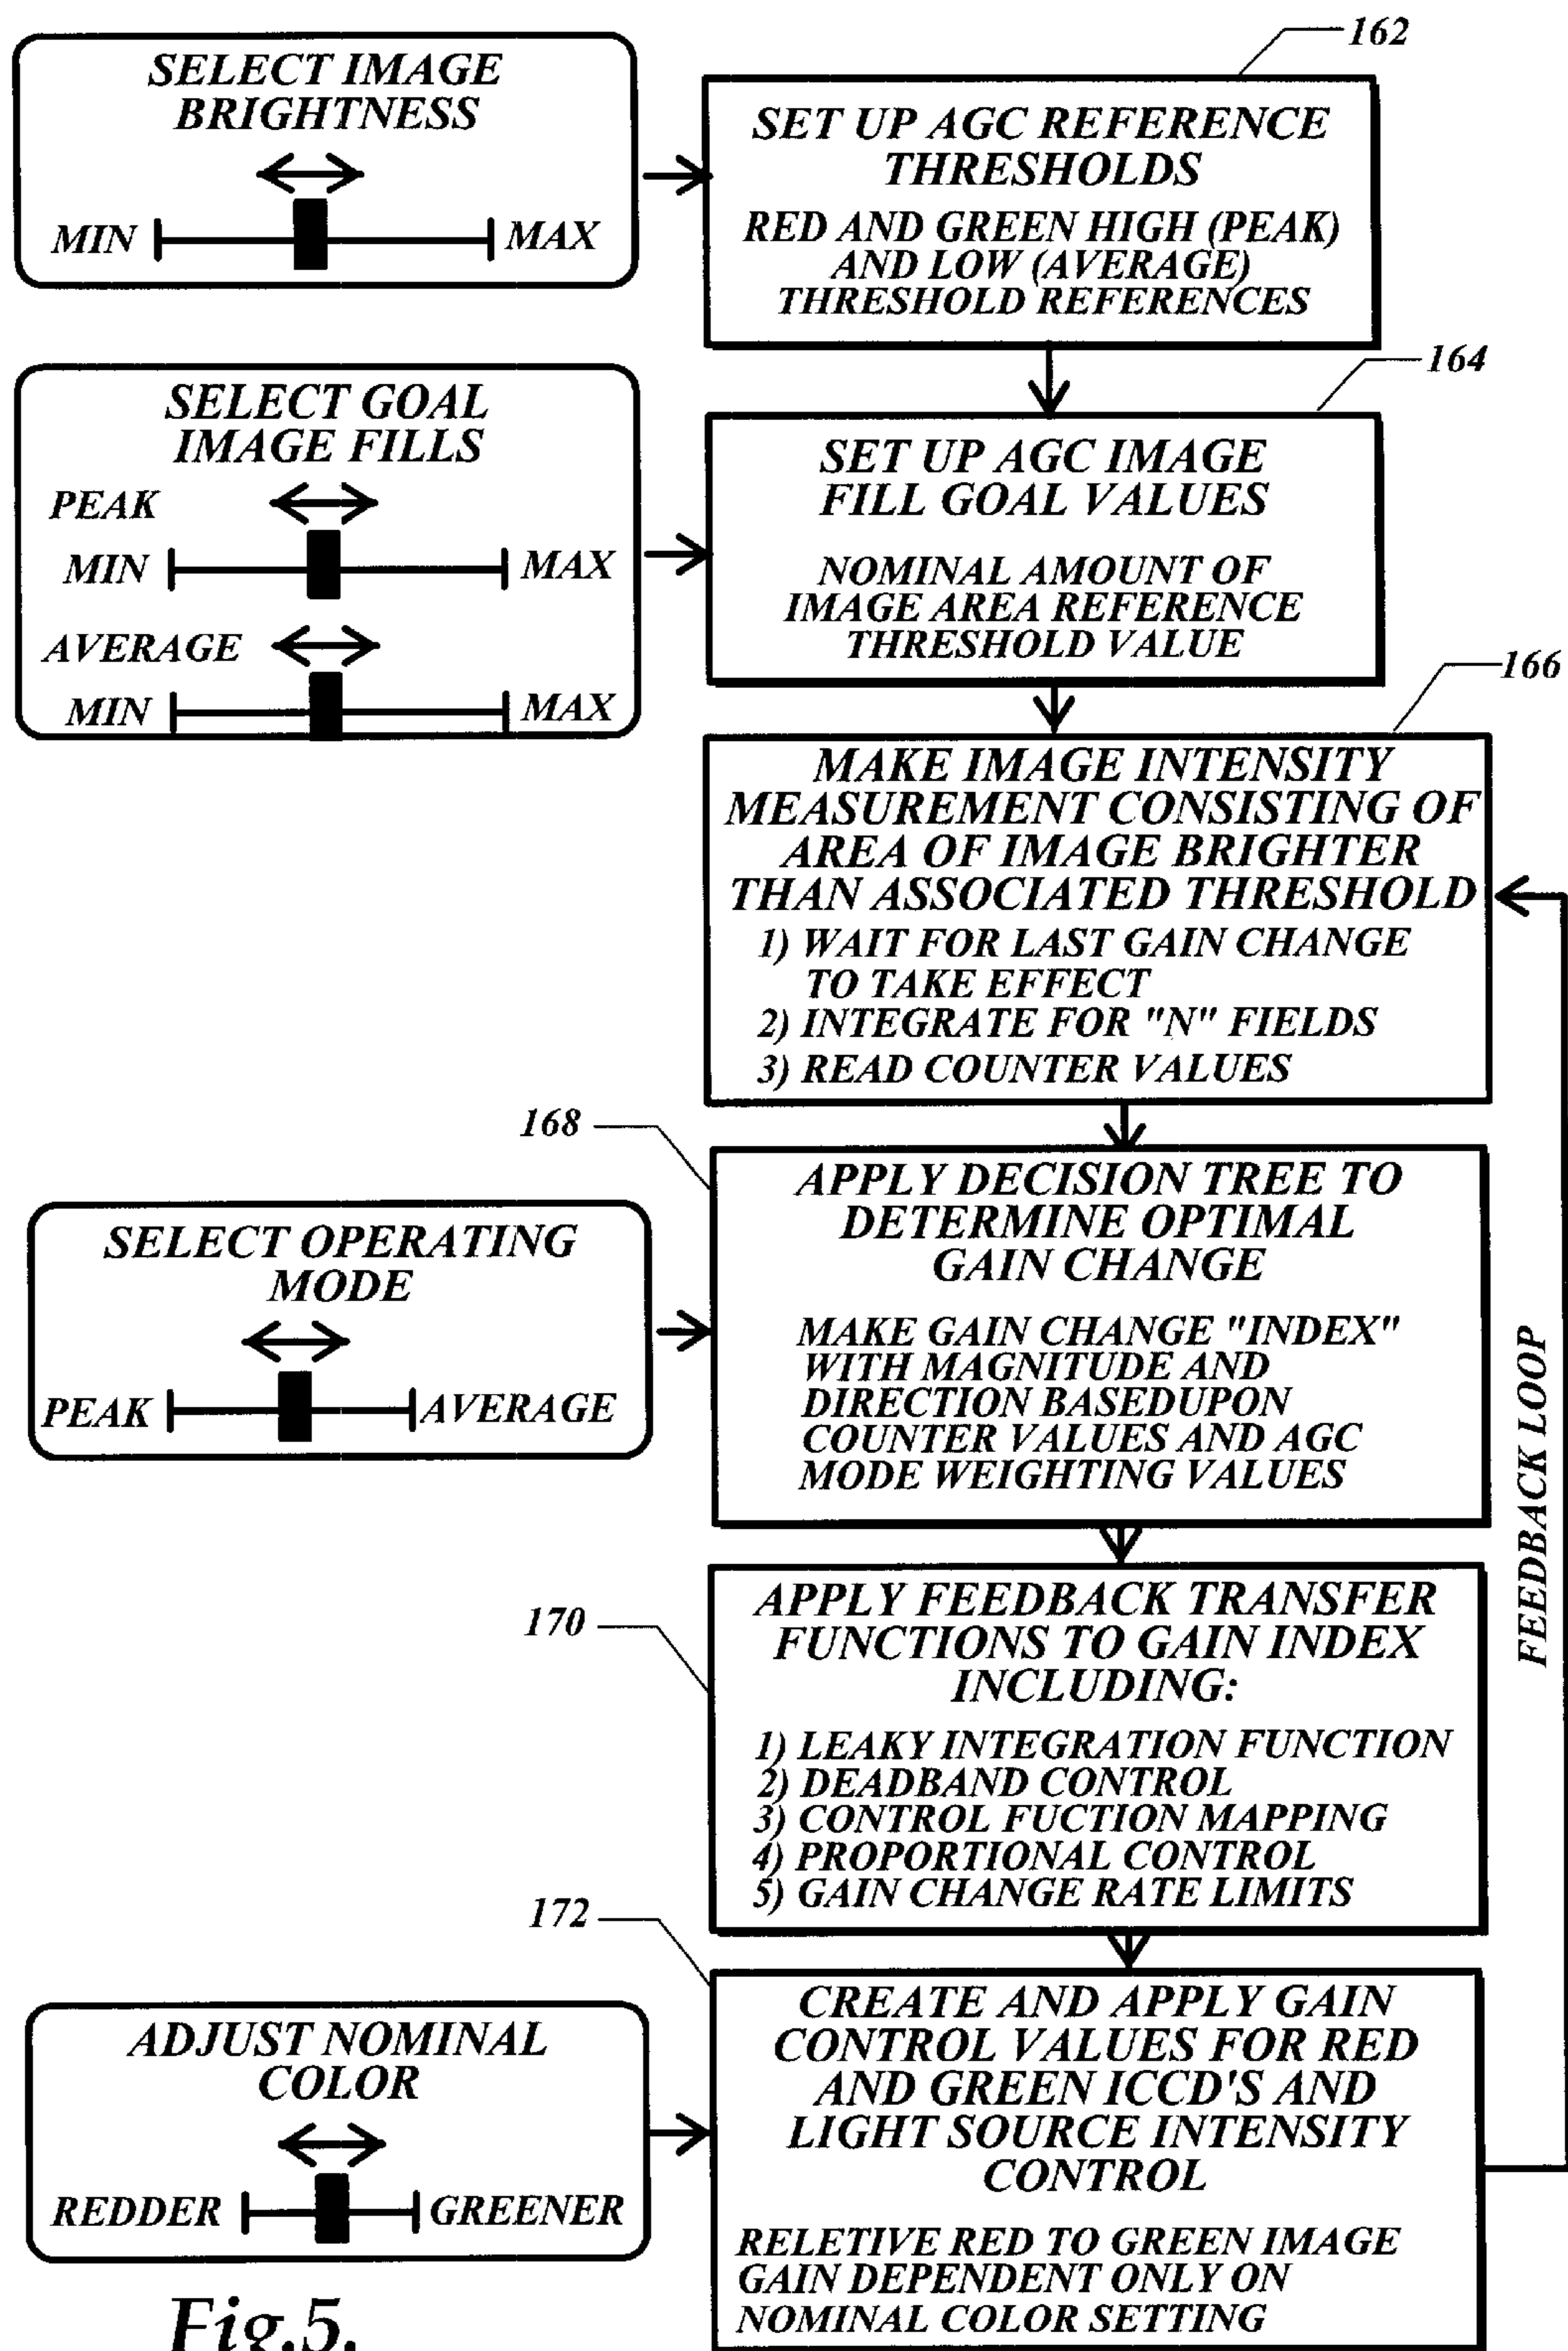 SELECT IMAGE
BRIGHTNESS
MIN
MAX
162
SET UP AGC REFERENCE
THRESHOLDS
RED AND GREEN HIGH (PEAK)
AND LOW (AVERAGE)
THRESHOLD REFERENCES
SELECT GOAL
IMAGE FILLS
PEAK
MIN
MAX
AVERAGE
MIN
MAX
164
SET UP AGC IMAGE
FILL GOAL VALUES
NOMINAL AMOUNT OF
IMAGE AREA REFERENCE
THRESHOLD VALUE
166
MAKE IMAGE INTENSITY
MEASUREMENT CONSISTING OF
AREA OF IMAGE BRIGHTER
THAN ASSOCIATED THRESHOLD
1) WAIT FOR LAST GAIN CHANGE
TO TAKE EFFECT
2) INTEGRATE FOR "N" FIELDS
3) READ COUNTER VALUES
168
SELECT OPERATING
MODE
PEAK
AVERAGE
APPLY DECISION TREE TO
DETERMINE OPTIMAL
GAIN CHANGE
MAKE GAIN CHANGE "INDEX"
WITH MAGNITUDE AND
DIRECTION BASEDUPON
COUNTER VALUES AND AGC
MODE WEIGHTING VALUES
FEEDBACK LOOP
170
APPLY FEEDBACK TRANSFER
FUNCTIONS TO GAIN INDEX
INCLUDING:
1) LEAKY INTEGRATION FUNCTION
2) DEADBAND CONTROL
3) CONTROL FUCTION MAPPING
4) PROPORTIONAL CONTROL
5) GAIN CHANGE RATE LIMITS
172
ADJUST NOMINAL
COLOR
REDDER
GREENER
CREATE AND APPLY GAIN
CONTROL VALUES FOR RED
AND GREEN ICCD'S AND
LIGHT SOURCE INTENSITY
CONTROL
RELETIVE RED TO GREEN IMAGE
GAIN DEPENDENT ONLY ON
NOMINAL COLOR SETTING
Fig.5.